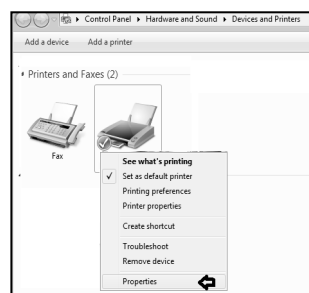 Control Panel ▸ Hardware and Sound ▸ Devices and Printers
Add a device Add a printer
Printers and Faxes (2)
Fax
See what's printing
Set as default printer
Printing preferences
Printer properties
Create shortcut
Troubleshoot
Remove device
Properties